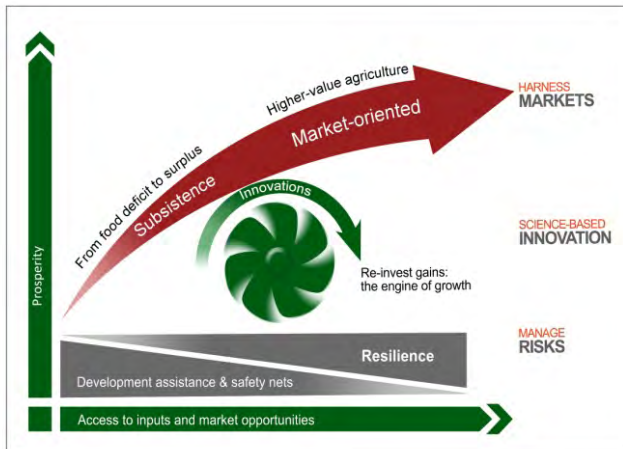 Prosperity
From food deficit to surplus
Higher-value agriculture
Subsistence
Market-oriented
HARNESS
MARKETS
Innovations
SCIENCE-BASED
INNOVATION
Re-invest gains:
the engine of growth
MANAGE
RISKS
Resilience
Development assistance & safety nets
Access to inputs and market opportunities